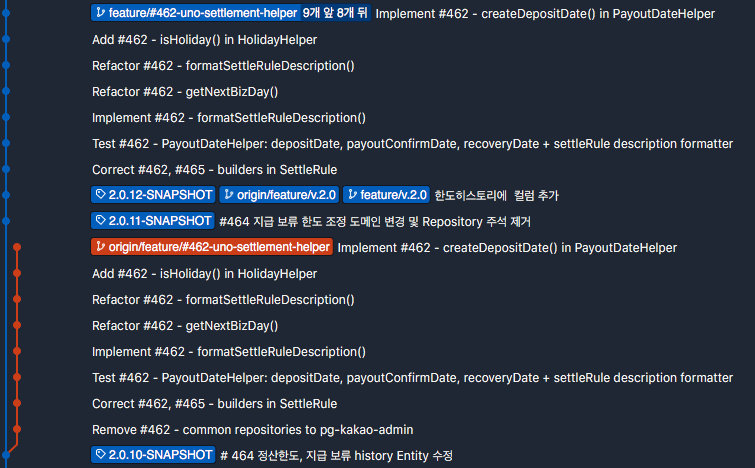 feature/#462-uno-settlement-helper 9개 앞 8개 뒤 Implement #462 - createDepositDate() in PayoutDateHelper
Add #462 - isHoliday() in HolidayHelper
Refactor #462 - formatSettleRuleDescription()
Refactor #462 - getNextBizDay()
Implement #462 - formatSettleRuleDescription()
Test #462 - PayoutDateHelper: depositDate, payoutConfirmDate, recoveryDate + settleRule description formatter
Correct #462, #465 - builders in SettleRule
2.0.12-SNAPSHOT origin/feature/v.2.0 feature/v.2.0 한도히스토리에 컬럼 추가
2.0.11-SNAPSHOT #464 지급 보류 한도 조정 도메인 변경 및 Repository 주석 제거
origin/feature/#462-uno-settlement-helper Implement #462 - createDepositDate() in PayoutDateHelper
Add #462 - isHoliday() in HolidayHelper
Refactor #462 - formatSettleRuleDescription()
Refactor #462 - getNextBizDay()
Implement #462 - formatSettleRuleDescription()
Test #462 - PayoutDateHelper: depositDate, payoutConfirmDate, recoveryDate + settleRule description formatter
Correct #462, #465 - builders in SettleRule
Remove #462 - common repositories to pg-kakao-admin
2.0.10-SNAPSHOT # 464 정산한도, 지급 보류 history Entity 수정